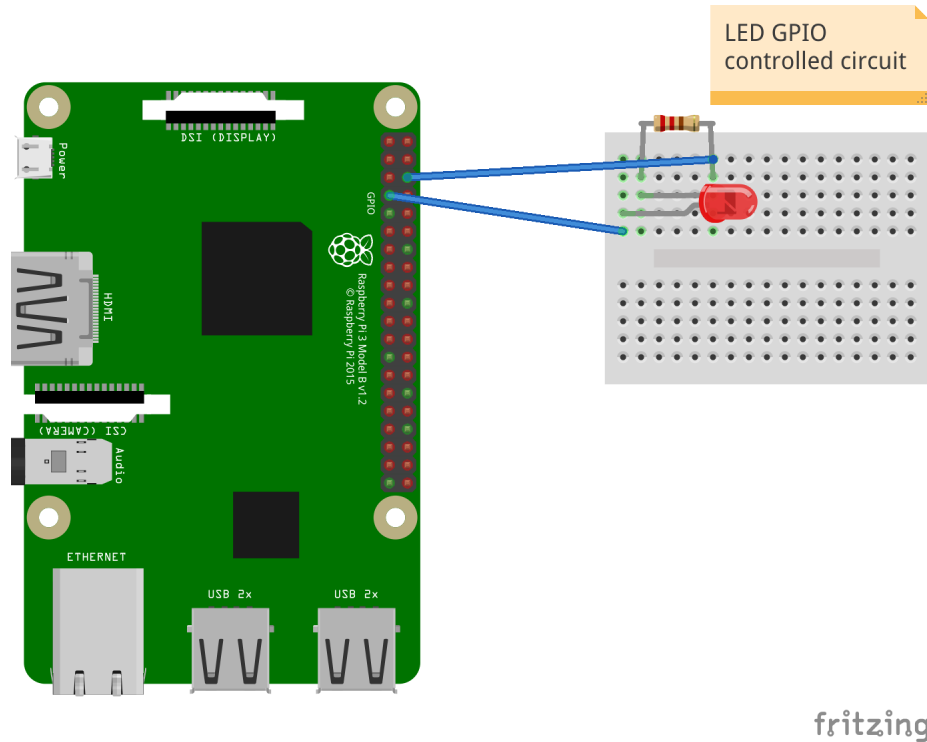 LED GPIO
controlled circuit
DSI (DISPLAY)
Power
GPIO
HDMI
Raspberry Pi 3 Model B v1.2
© Raspberry Pi 2015
CSI (CAMERA)
Audio
ETHERNET
USB 2x
USB 2x
fritzing